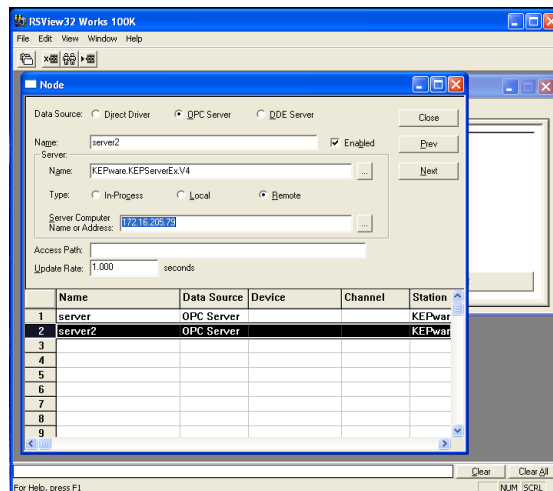 RSView32 Works 100K
File Edit View Window Help
Node
Data Source: Direct Driver OPC Server DDE Server Close
Name: server2 Enabled Prev
Server:
Name: KEPware.KEPServerEx.V4 ... Next
Type: In-Process Local Remote
Server Computer
Name or Address: 172.16.205.79 ...
Access Path:
Update Rate: 1.000 seconds
Name Data Source Device Channel Station
1 server OPC Server KEPwar
2 server2 OPC Server KEPwar
3
4
5
6
7
8
9
Clear Clear All
For Help, press F1 NUM SCRL